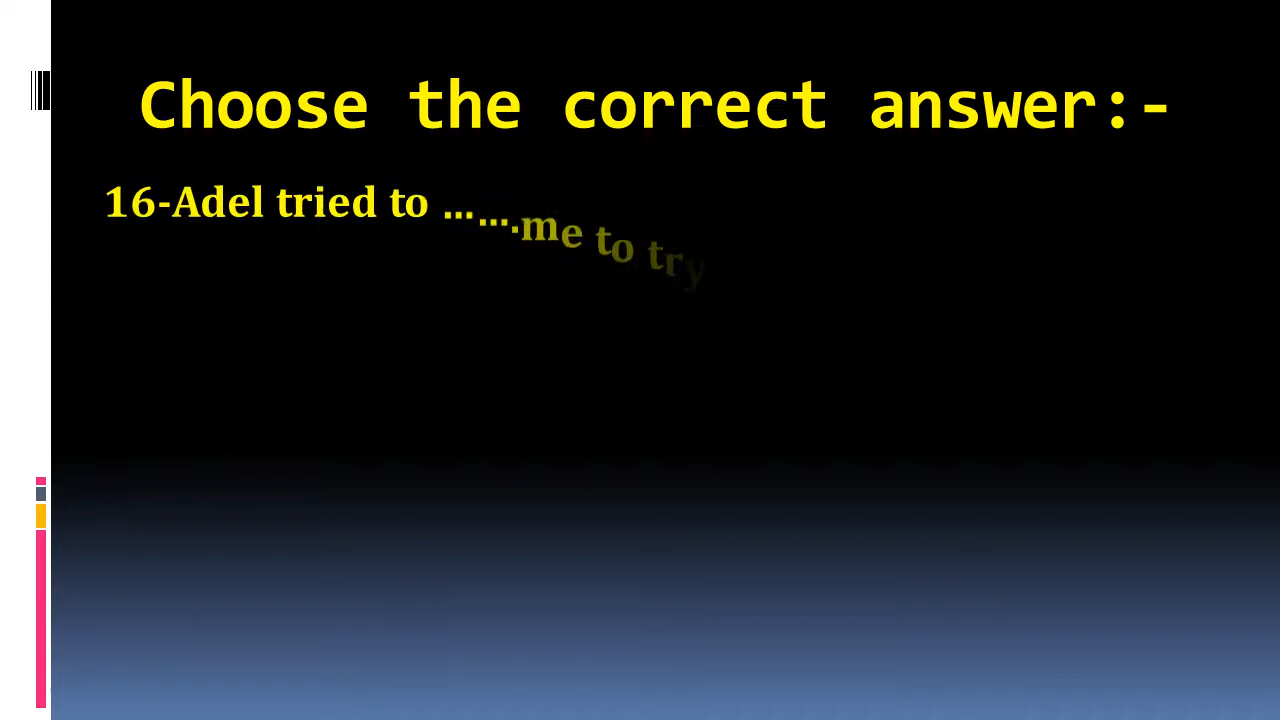 Choose the correct answer:-
16-Adel tried to …….me to try